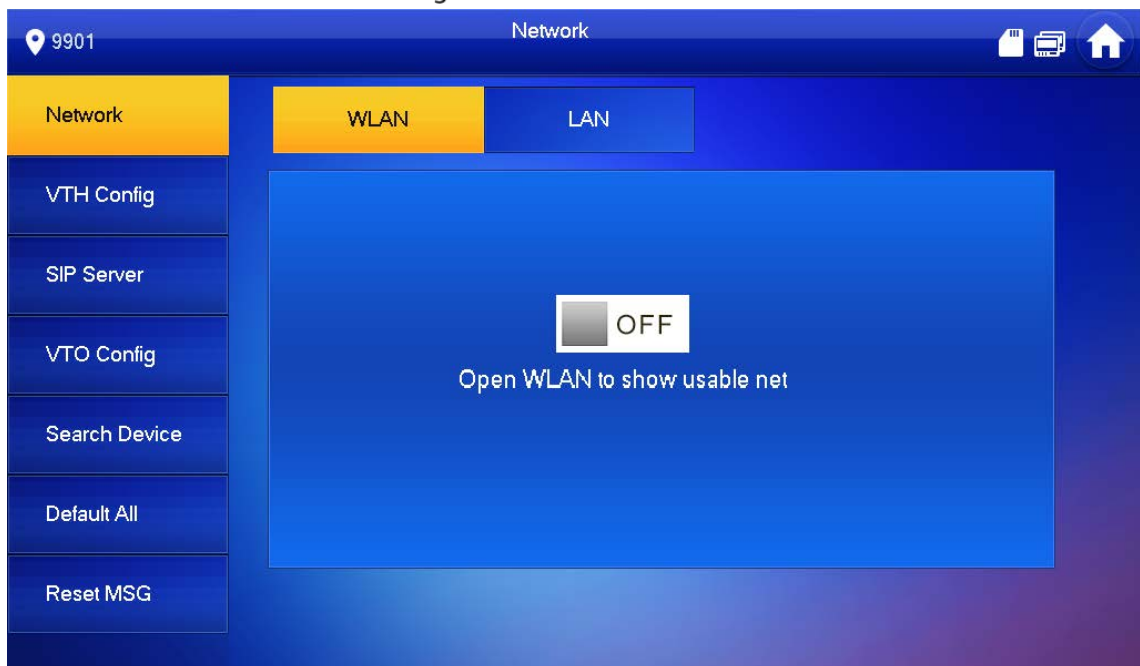 9901
Network
Network
WLAN
LAN
VTH Config
SIP Server
OFF
VTO Config
Open WLAN to show usable net
Search Device
Default All
Reset MSG